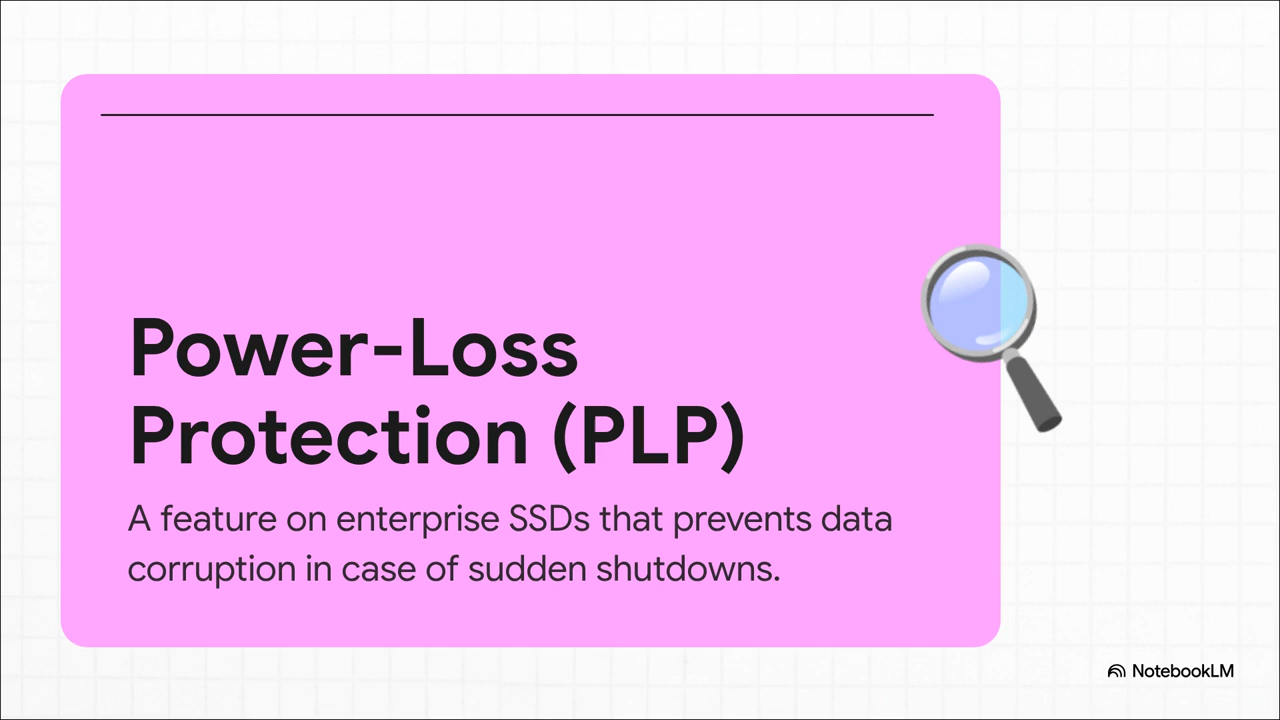 Power-Loss
Protection (PLP)
A feature on enterprise SSDs that prevents data
corruption in case of sudden shutdowns.
NotebookLM